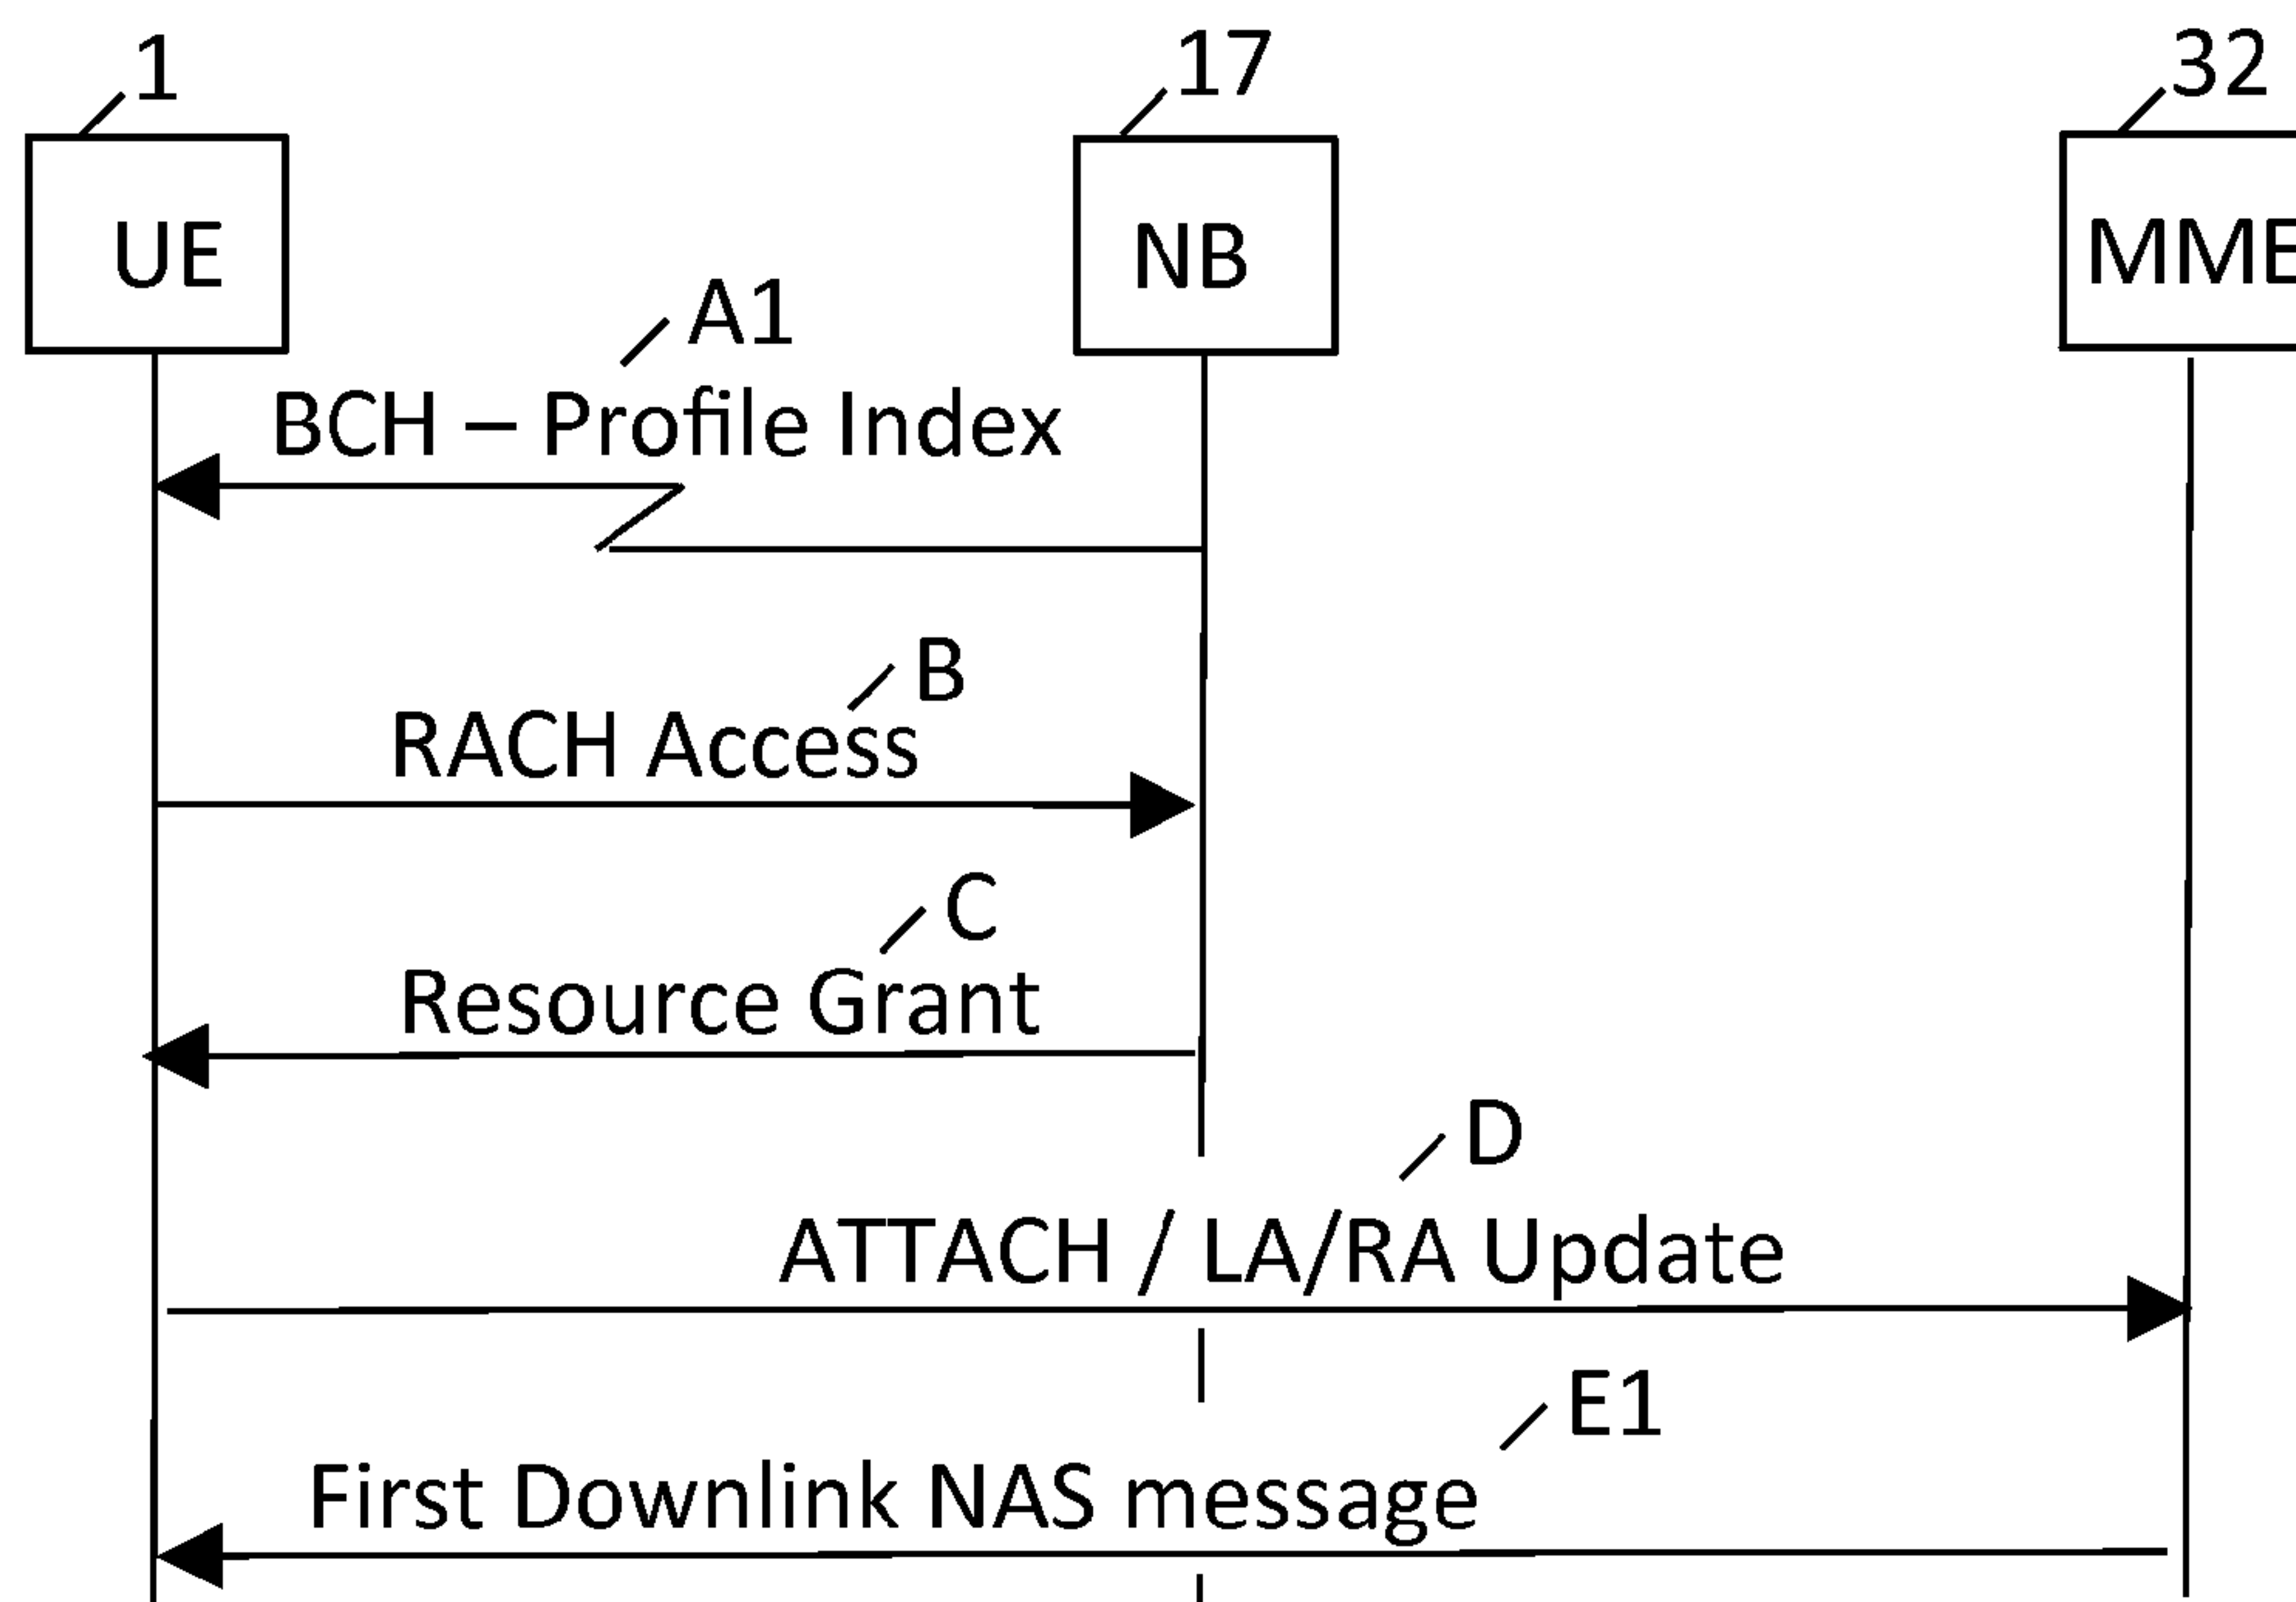 1
17
32
UE
NB
MME
A1
BCH – Profile Index
B
RACH Access
C
Resource Grant
D
ATTACH / LA/RA Update
E1
First Downlink NAS message